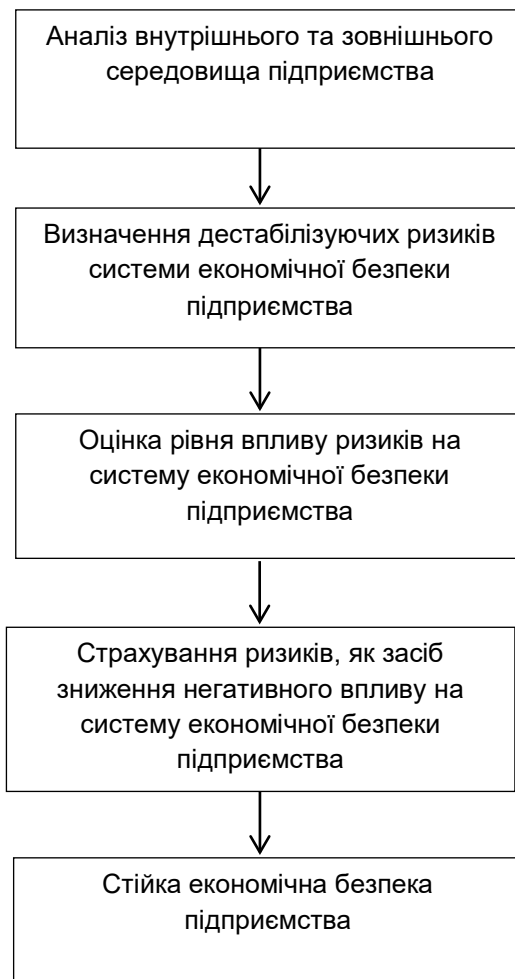 Аналіз внутрішнього та зовнішнього
середовища підприємства
Визначення дестабілізуючих ризиків
системи економічної безпеки
підприємства
Оцінка рівня впливу ризиків на
систему економічної безпеки
підприємства
Страхування ризиків, як засіб
зниження негативного впливу на
систему економічної безпеки
підприємства
Стійка економічна безпека
підприємства